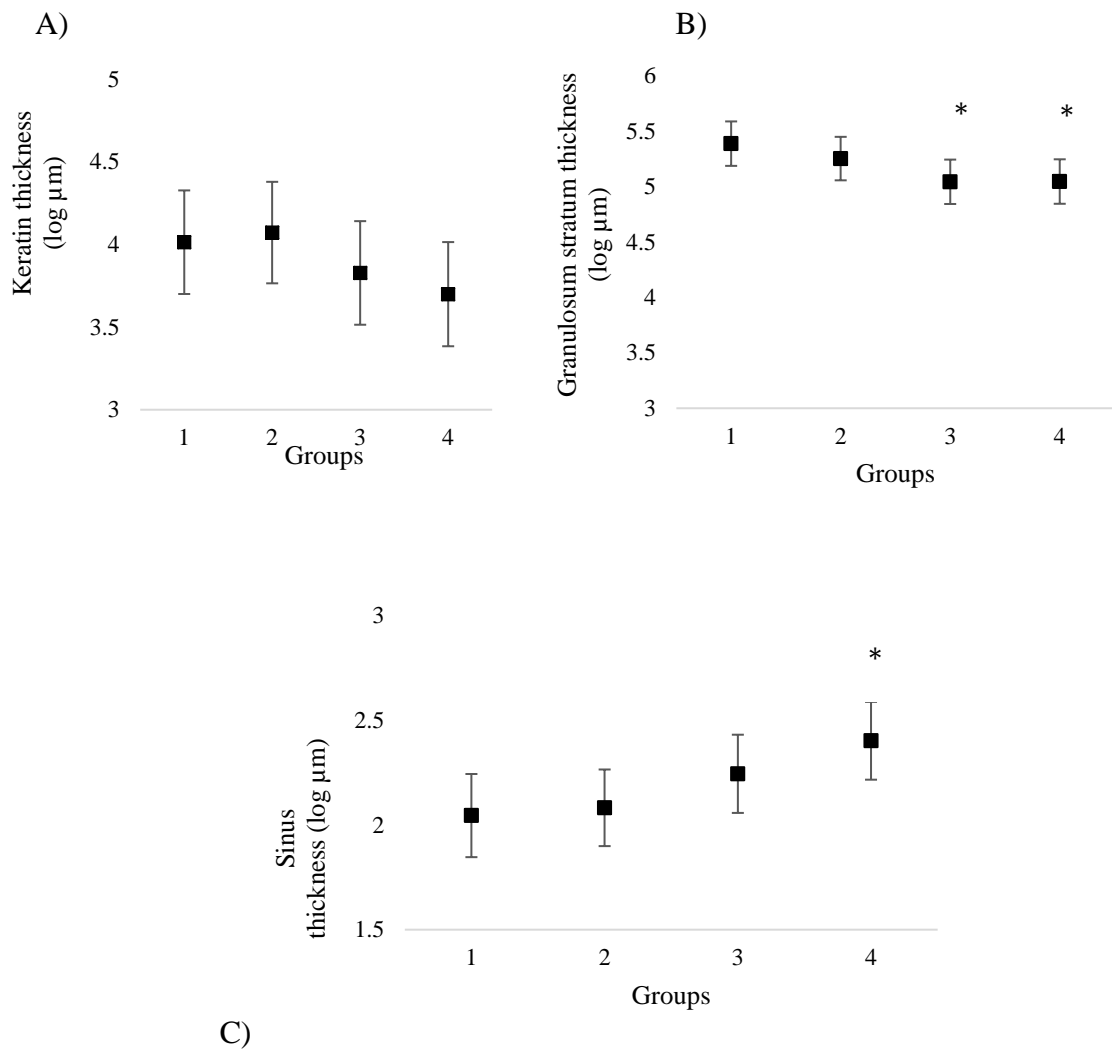 A)
Keratin thickness
(log µm)
5
4.5
4
3.5
3
1 2 3 4
Groups
B)
Granulosum stratum thickness
(log µm)
6
5.5
5
4.5
4
3.5
3
* *
1 2 3 4
Groups
Sinus
thickness (log µm)
3
2.5
2
1.5
*
1 2 3 4
Groups
C)